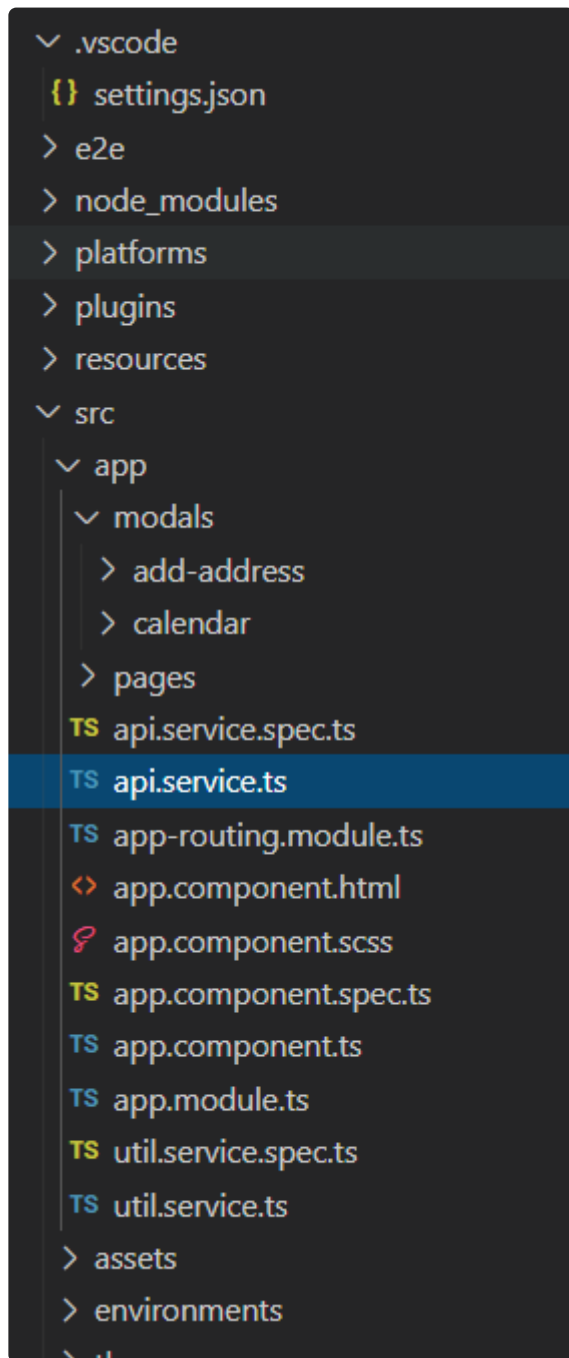 .vscode
{} settings.json
e2e
node_modules
platforms
plugins
resources
src
app
modals
add-address
calendar
pages
TS api.service.spec.ts
TS api.service.ts
TS app-routing.module.ts
<> app.component.html
app.component.scss
TS app.component.spec.ts
TS app.component.ts
TS app.module.ts
TS util.service.spec.ts
TS util.service.ts
assets
environments